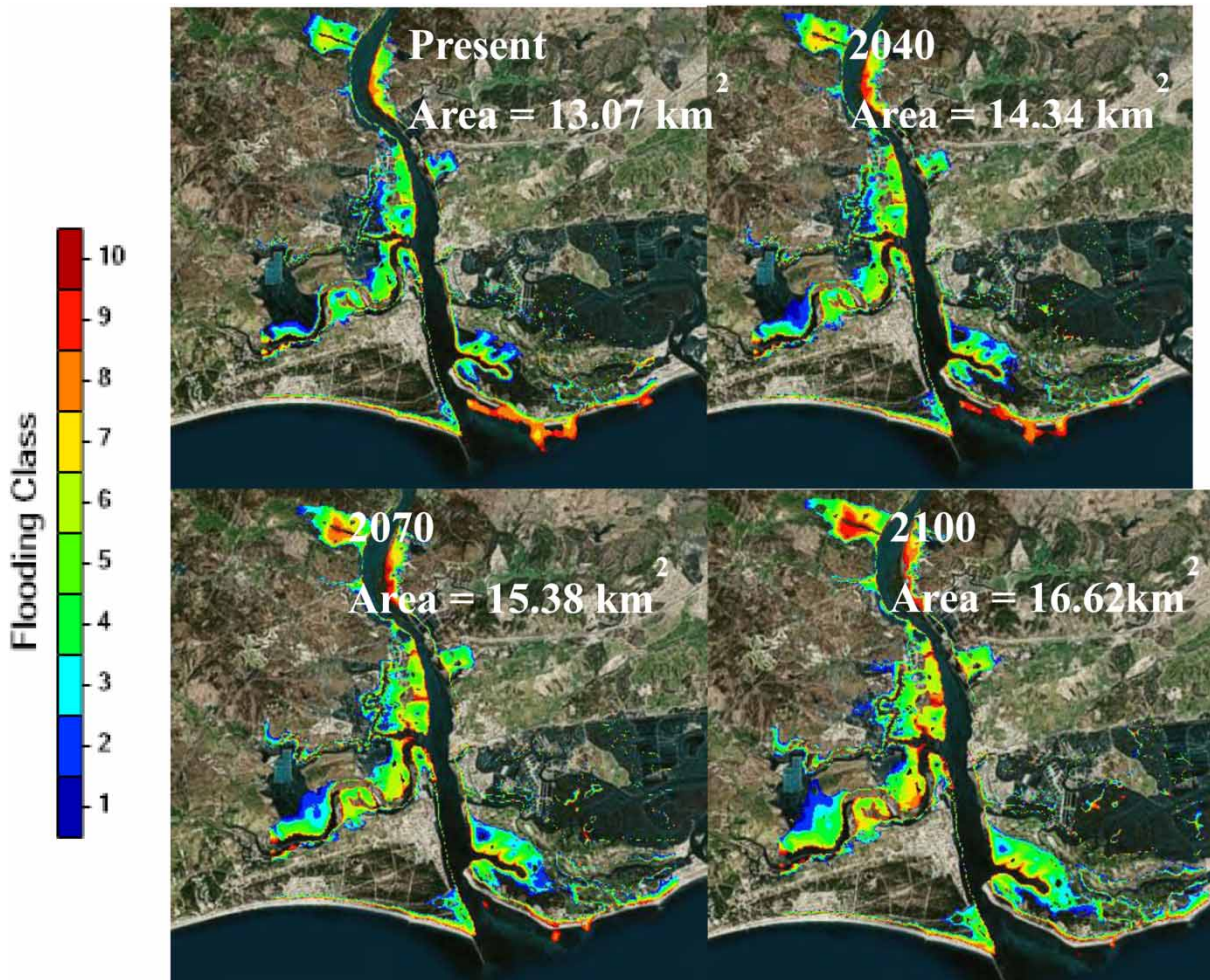 Present
Area = 13.07 km²
2040
Area = 14.34 km²
Flooding Class
10
9
8
7
6
5
4
3
2
1
2070
Area = 15.38 km²
2100
Area = 16.62km²